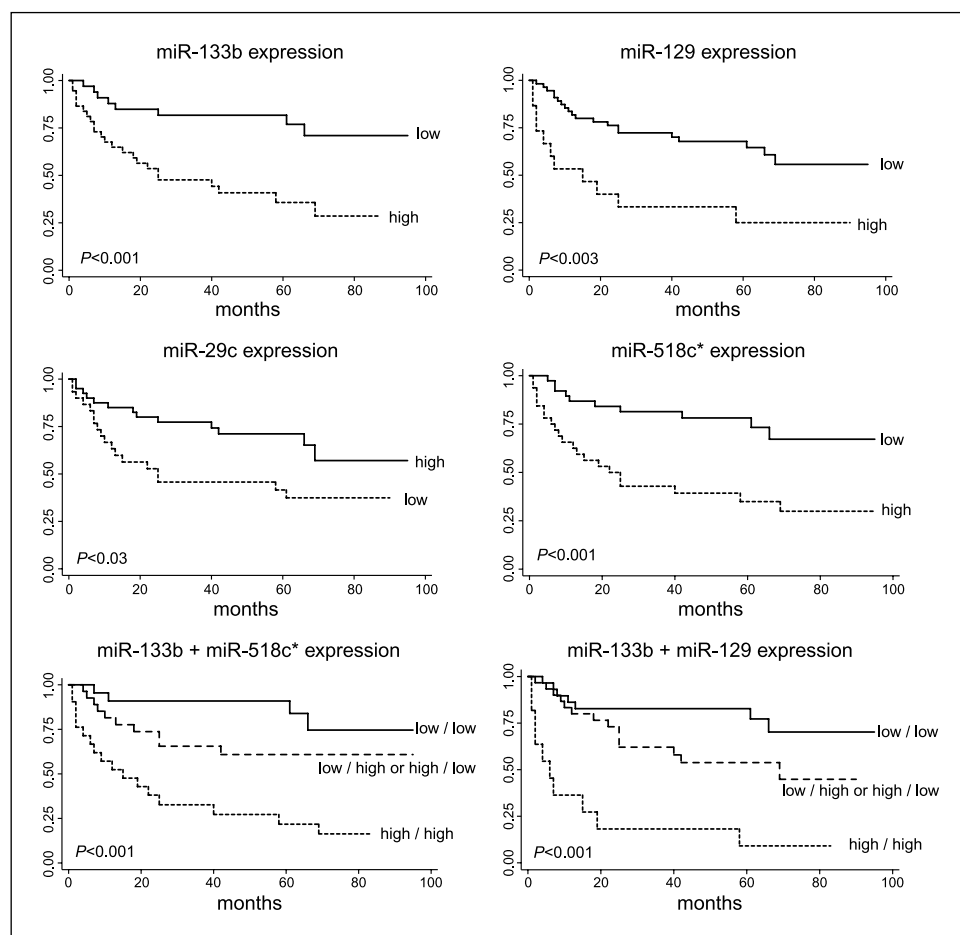 miR-133b expression
1.00
0.75
0.50
0.25
0.00
low
high
P<0.001
0 20 40 60 80 100
months
miR-129 expression
1.00
0.75
0.50
0.25
0.00
low
high
P<0.003
0 20 40 60 80 100
months
miR-29c expression
1.00
0.75
0.50
0.25
0.00
high
low
P<0.03
0 20 40 60 80 100
months
miR-518c* expression
1.00
0.75
0.50
0.25
0.00
low
high
P<0.001
0 20 40 60 80 100
months
miR-133b + miR-518c* expression
1.00
0.75
0.50
0.25
0.00
low / low
low / high or high / low
high / high
P<0.001
0 20 40 60 80 100
months
miR-133b + miR-129 expression
1.00
0.75
0.50
0.25
0.00
low / low
low / high or high / low
high / high
P<0.001
0 20 40 60 80 100
months